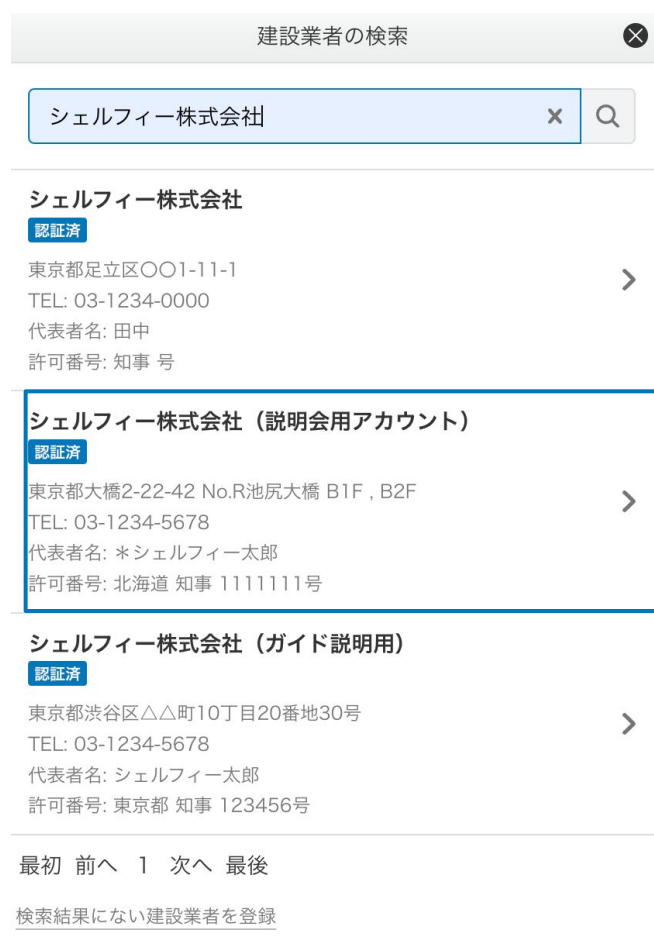 建設業者の検索
シェルフィー株式会社
シェルフィー株式会社
認証済
東京都足立区〇〇1-11-1
TEL: 03-1234-0000
代表者名: 田中
許可番号: 知事 号
シェルフィー株式会社（説明会用アカウント）
認証済
東京都大橋2-22-42 No.R池尻大橋 B1F , B2F
TEL: 03-1234-5678
代表者名: ＊シェルフィー太郎
許可番号: 北海道 知事 1111111号
シェルフィー株式会社（ガイド説明用）
認証済
東京都渋谷区△△町10丁目20番地30号
TEL: 03-1234-5678
代表者名: シェルフィー太郎
許可番号: 東京都 知事 123456号
最初 前へ 1 次へ 最後
検索結果にない建設業者を登録